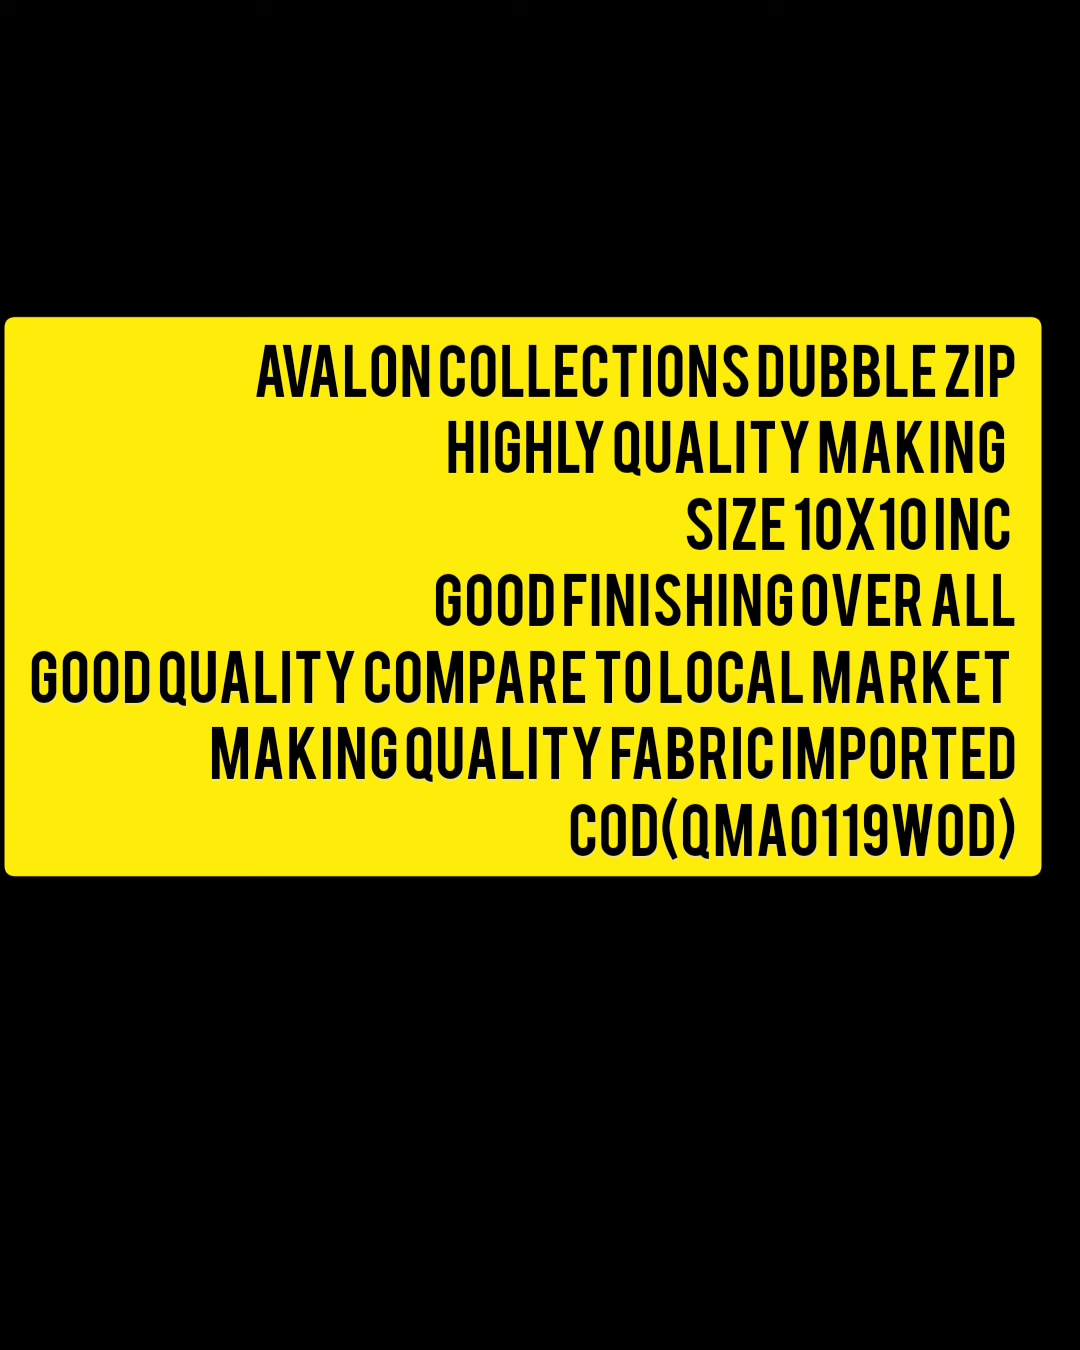 AVALON COLLECTIONS DUBBLE ZIP
HIGHLY QUALITY MAKING
SIZE 10X10 INC
GOOD FINISHING OVER ALL
GOOD QUALITY COMPARE TO LOCAL MARKET
MAKING QUALITY FABRIC IMPORTED
COD(QMA0119WOD)